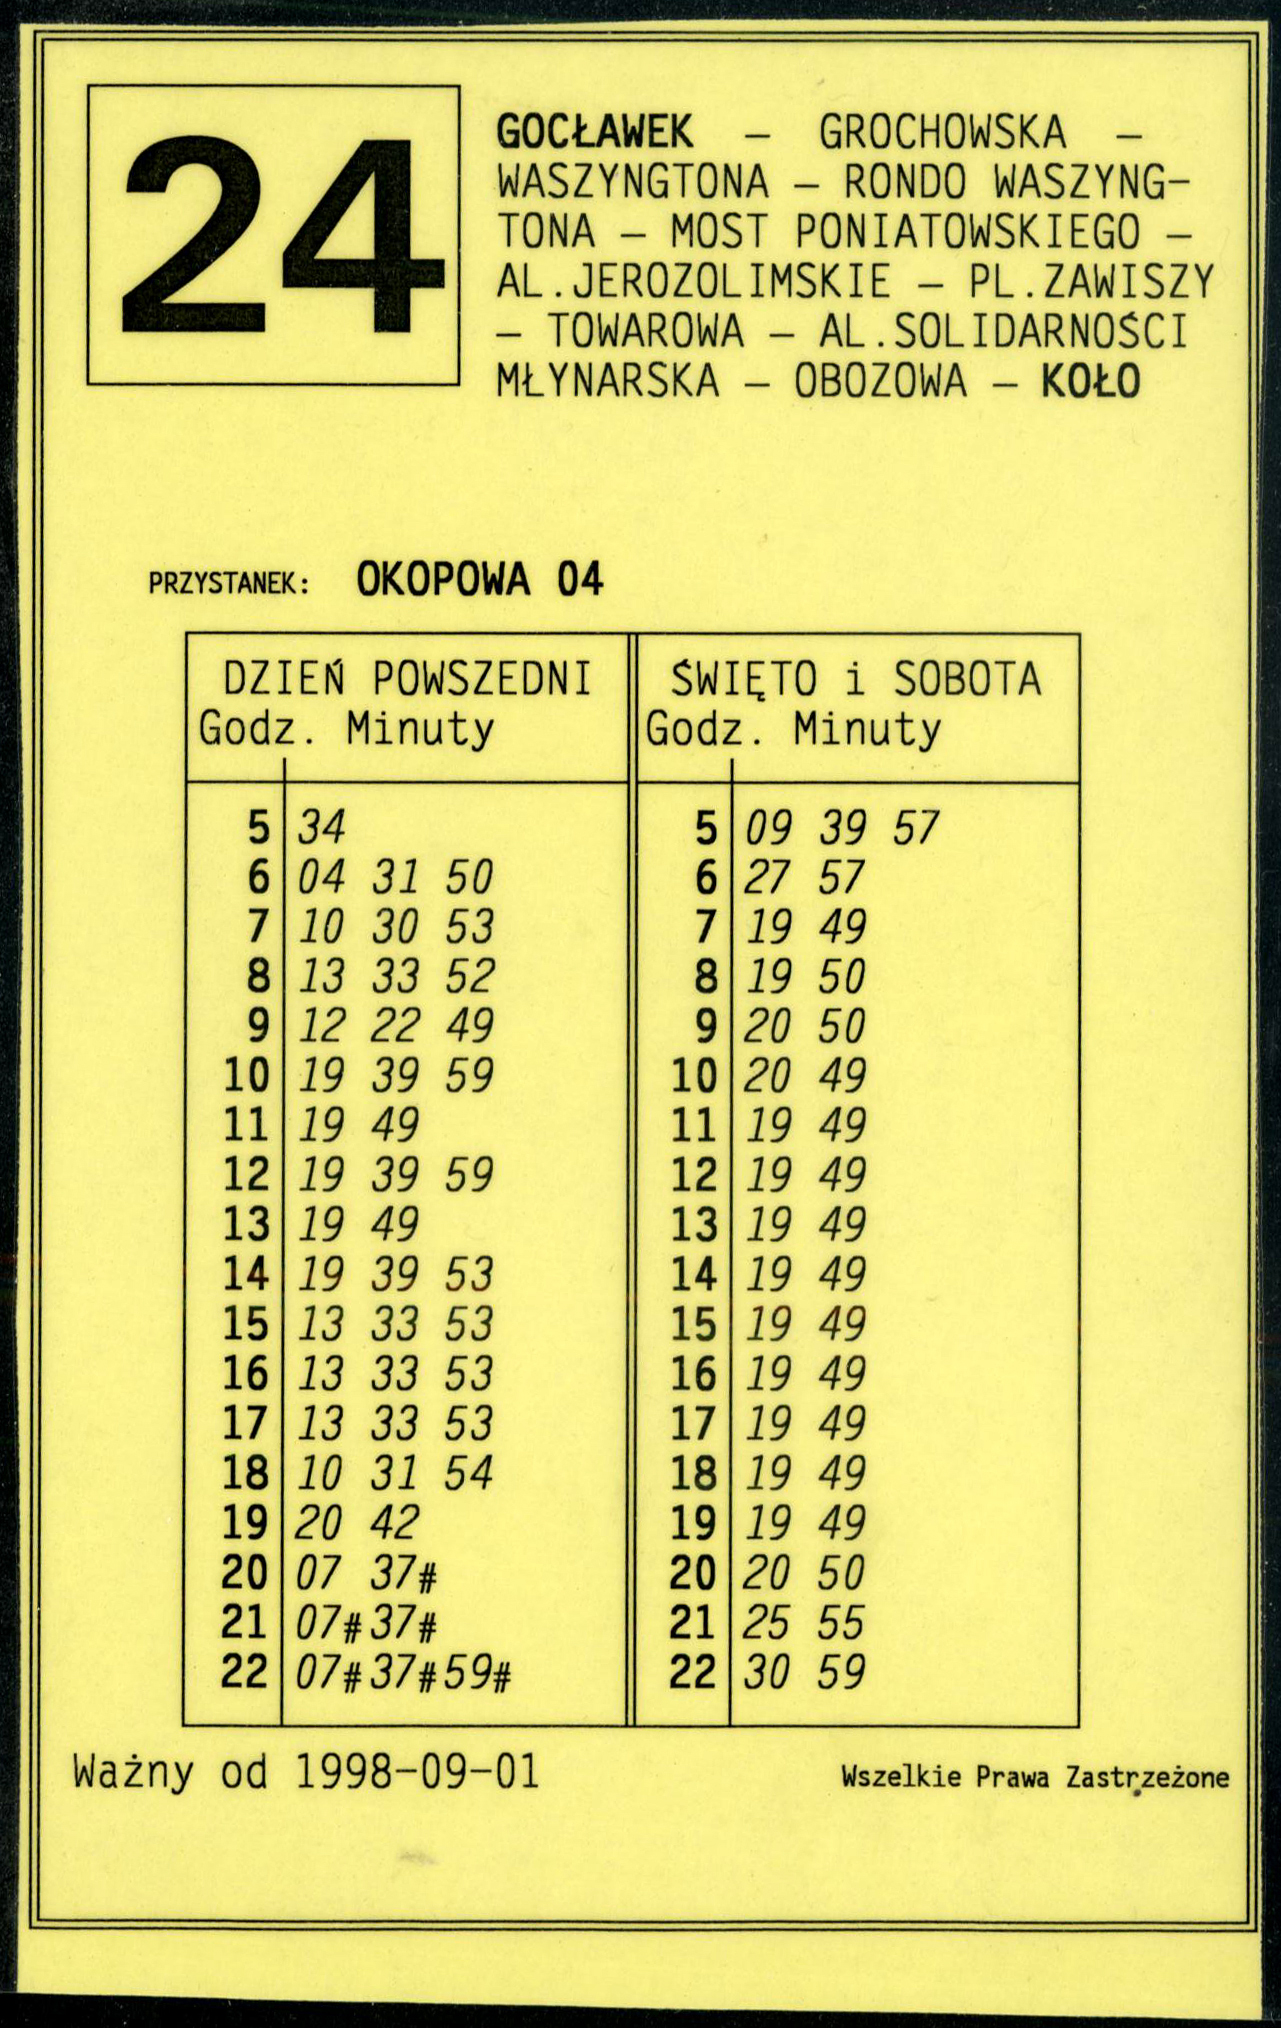 24
GOCŁAWEK – GROCHOWSKA –
WASZYNGTONA – RONDO WASZYNG-
TONA – MOST PONIATOWSKIEGO –
AL.JEROZOLIMSKIE – PL.ZAWISZY
– TOWAROWA – AL.SOLIDARNOŚCI
MŁYNARSKA – OBOZOWA – KOŁO
PRZYSTANEK: OKOPOWA 04
DZIEŃ POWSZEDNI ŚWIĘTO i SOBOTA
Godz. Minuty Godz. Minuty
5 34 5 09 39 57
6 04 31 50 6 27 57
7 10 30 53 7 19 49
8 13 33 52 8 19 50
9 12 22 49 9 20 50
10 19 39 59 10 20 49
11 19 49 11 19 49
12 19 39 59 12 19 49
13 19 49 13 19 49
14 19 39 53 14 19 49
15 13 33 53 15 19 49
16 13 33 53 16 19 49
17 13 33 53 17 19 49
18 10 31 54 18 19 49
19 20 42 19 19 49
20 07 37# 20 20 50
21 07#37# 21 25 55
22 07#37#59# 22 30 59
Ważny od 1998-09-01 Wszelkie Prawa Zastrzeżone